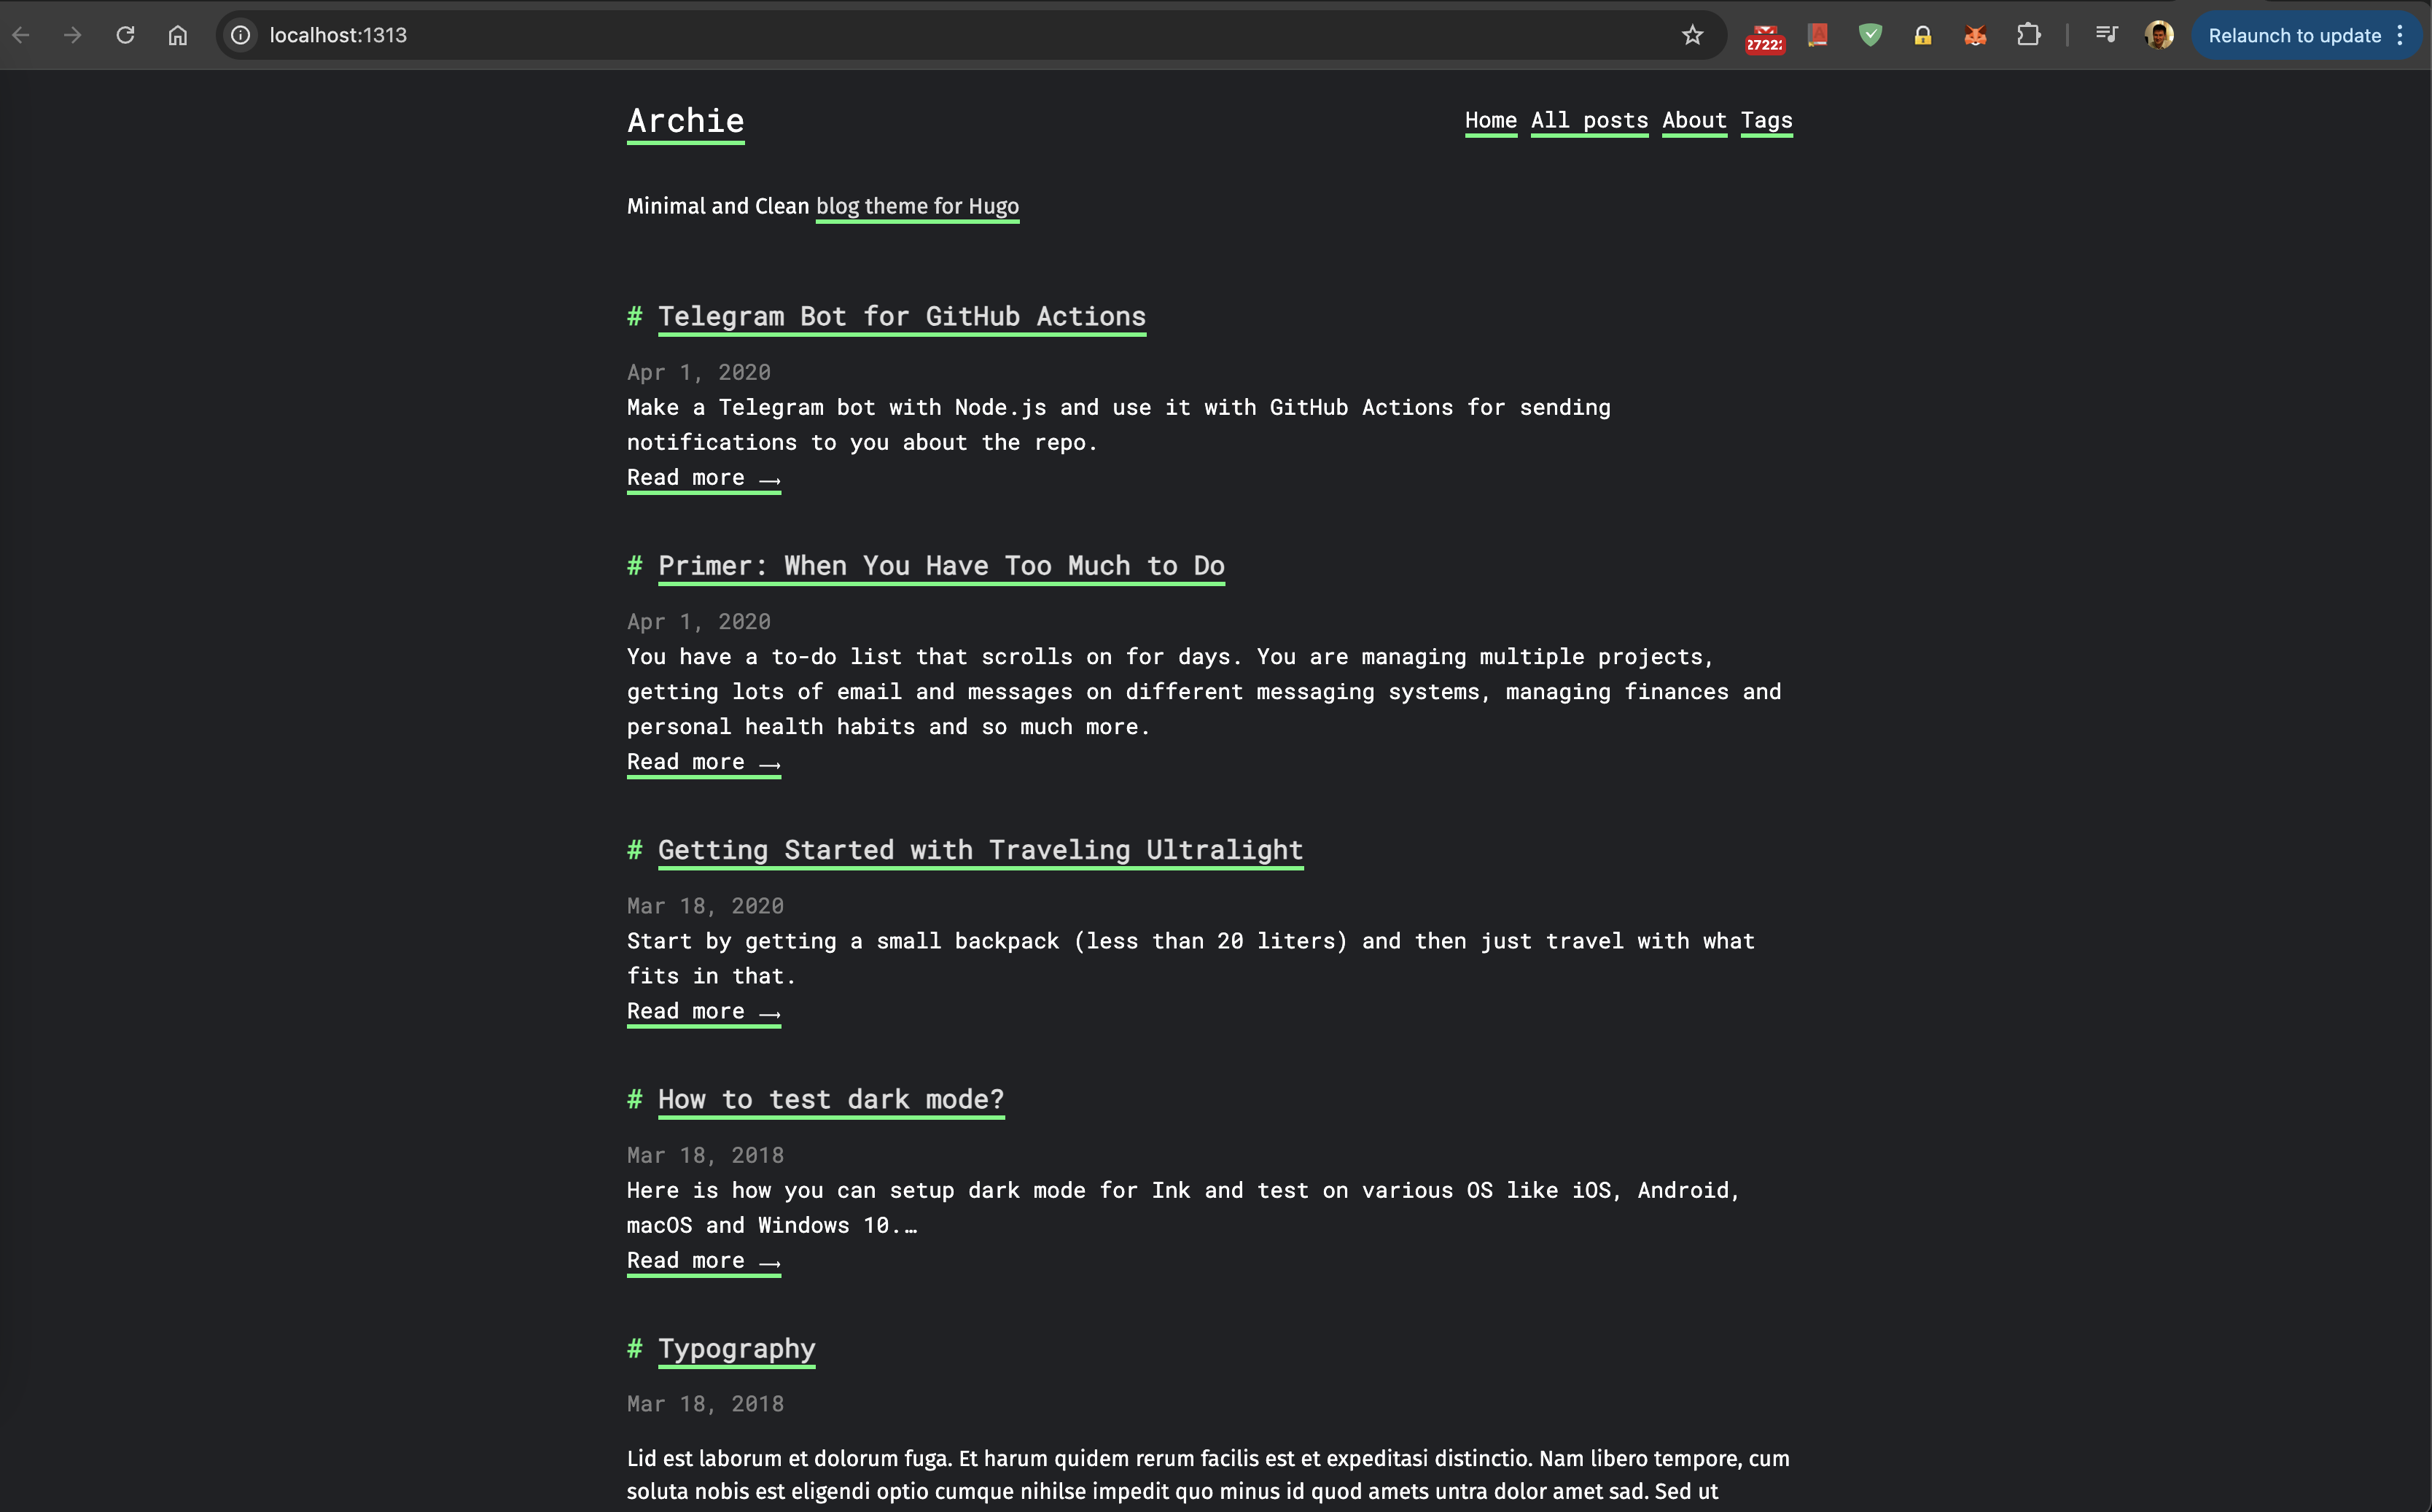 localhost:1313
Relaunch to update
Archie
Home All posts About Tags
Minimal and Clean blog theme for Hugo
# Telegram Bot for GitHub Actions
Apr 1, 2020
Make a Telegram bot with Node.js and use it with GitHub Actions for sending
notifications to you about the repo.
Read more ⟶
# Primer: When You Have Too Much to Do
Apr 1, 2020
You have a to-do list that scrolls on for days. You are managing multiple projects,
getting lots of email and messages on different messaging systems, managing finances and
personal health habits and so much more.
Read more ⟶
# Getting Started with Traveling Ultralight
Mar 18, 2020
Start by getting a small backpack (less than 20 liters) and then just travel with what
fits in that.
Read more ⟶
# How to test dark mode?
Mar 18, 2018
Here is how you can setup dark mode for Ink and test on various OS like iOS, Android,
macOS and Windows 10.…
Read more ⟶
# Typography
Mar 18, 2018
Lid est laborum et dolorum fuga. Et harum quidem rerum facilis est et expeditasi distinctio. Nam libero tempore, cum
soluta nobis est eligendi optio cumque nihilse impedit quo minus id quod amets untra dolor amet sad. Sed ut